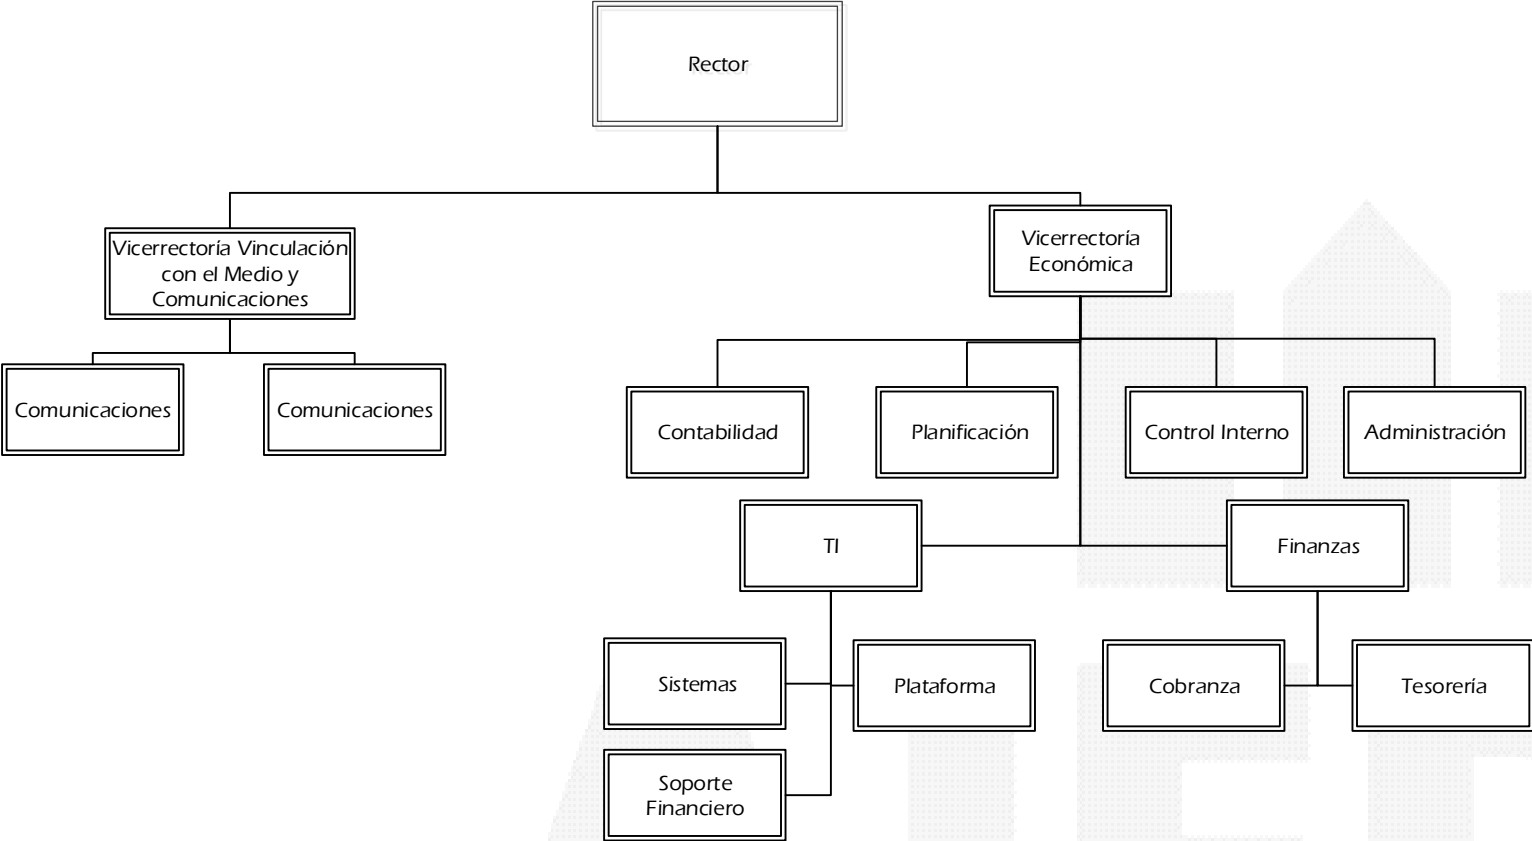 Rector
Vicerrectoría Vinculación
con el Medio y
Comunicaciones
Vicerrectoría
Económica
Comunicaciones
Comunicaciones
Contabilidad
Planificación
Control Interno
Administración
TI
Finanzas
Sistemas
Plataforma
Cobranza
Tesorería
Soporte
Financiero